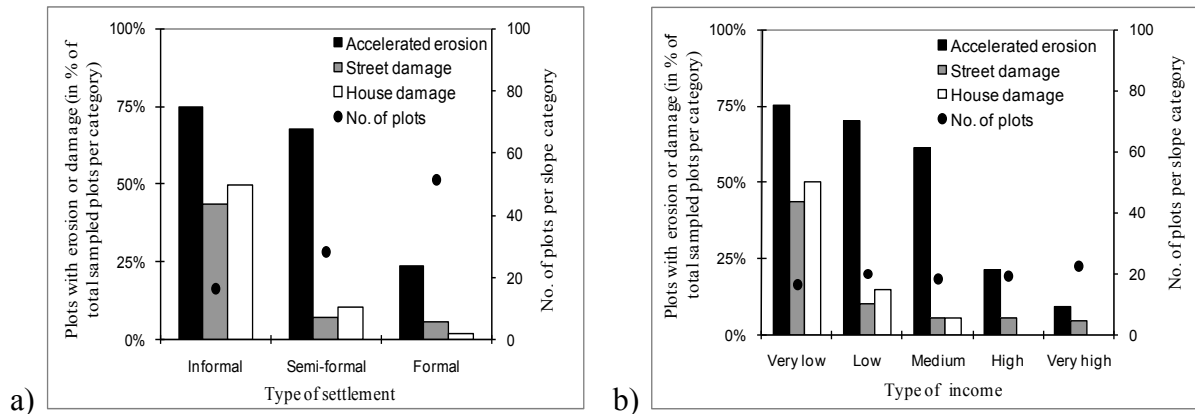 100%
75%
50%
25%
0%
Plots with erosion or damage (in % of
total sampled plots per category)
Accelerated erosion
Street damage
House damage
No. of plots
100
80
60
40
20
0
No. of plots per slope category
Informal Semi-formal Formal
Type of settlement
a)
100%
75%
50%
25%
0%
Plots with erosion or damage (in % of
total sampled plots per category)
Accelerated erosion
Street damage
House damage
No. of plots
100
80
60
40
20
0
No. of plots per slope category
Very low Low Medium High Very high
Type of income
b)